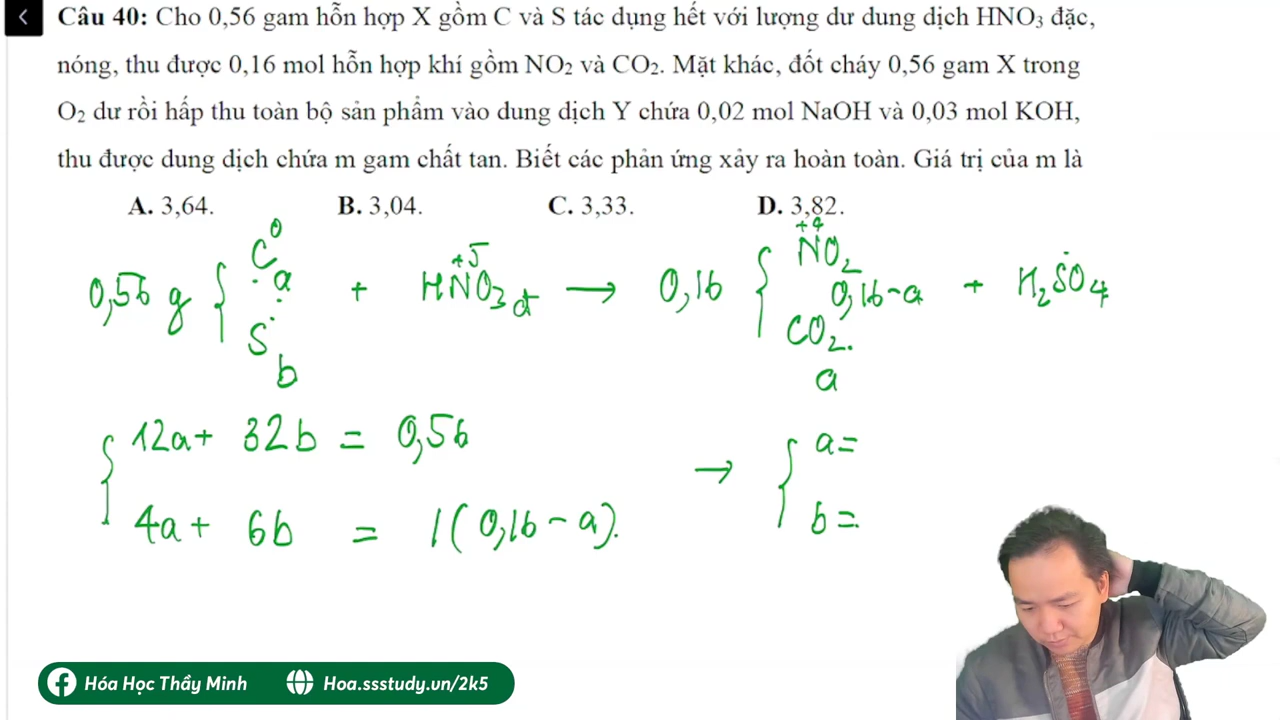 Câu 40: Cho 0,56 gam hỗn hợp X gồm C và S tác dụng hết với lượng dư dung dịch HNO₃ đặc,
nóng, thu được 0,16 mol hỗn hợp khí gồm NO₂ và CO₂. Mặt khác, đốt cháy 0,56 gam X trong
O₂ dư rồi hấp thu toàn bộ sản phẩm vào dung dịch Y chứa 0,02 mol NaOH và 0,03 mol KOH,
thu được dung dịch chứa m gam chất tan. Biết các phản ứng xảy ra hoàn toàn. Giá trị của m là
A. 3,64. B. 3,04. C. 3,33. D. 3,82.
0,56 g { C⁰ a S b + HN⁺⁵O₃ đ → 0,16 { N⁺⁴O₂ 0,16-a CO₂ a + H₂SO₄
12a + 32b = 0,56 → { a =
4a + 6b = 1(0,16 - a). b =
Hóa Học Thầy Minh Hoa.ssstudy.vn/2k5